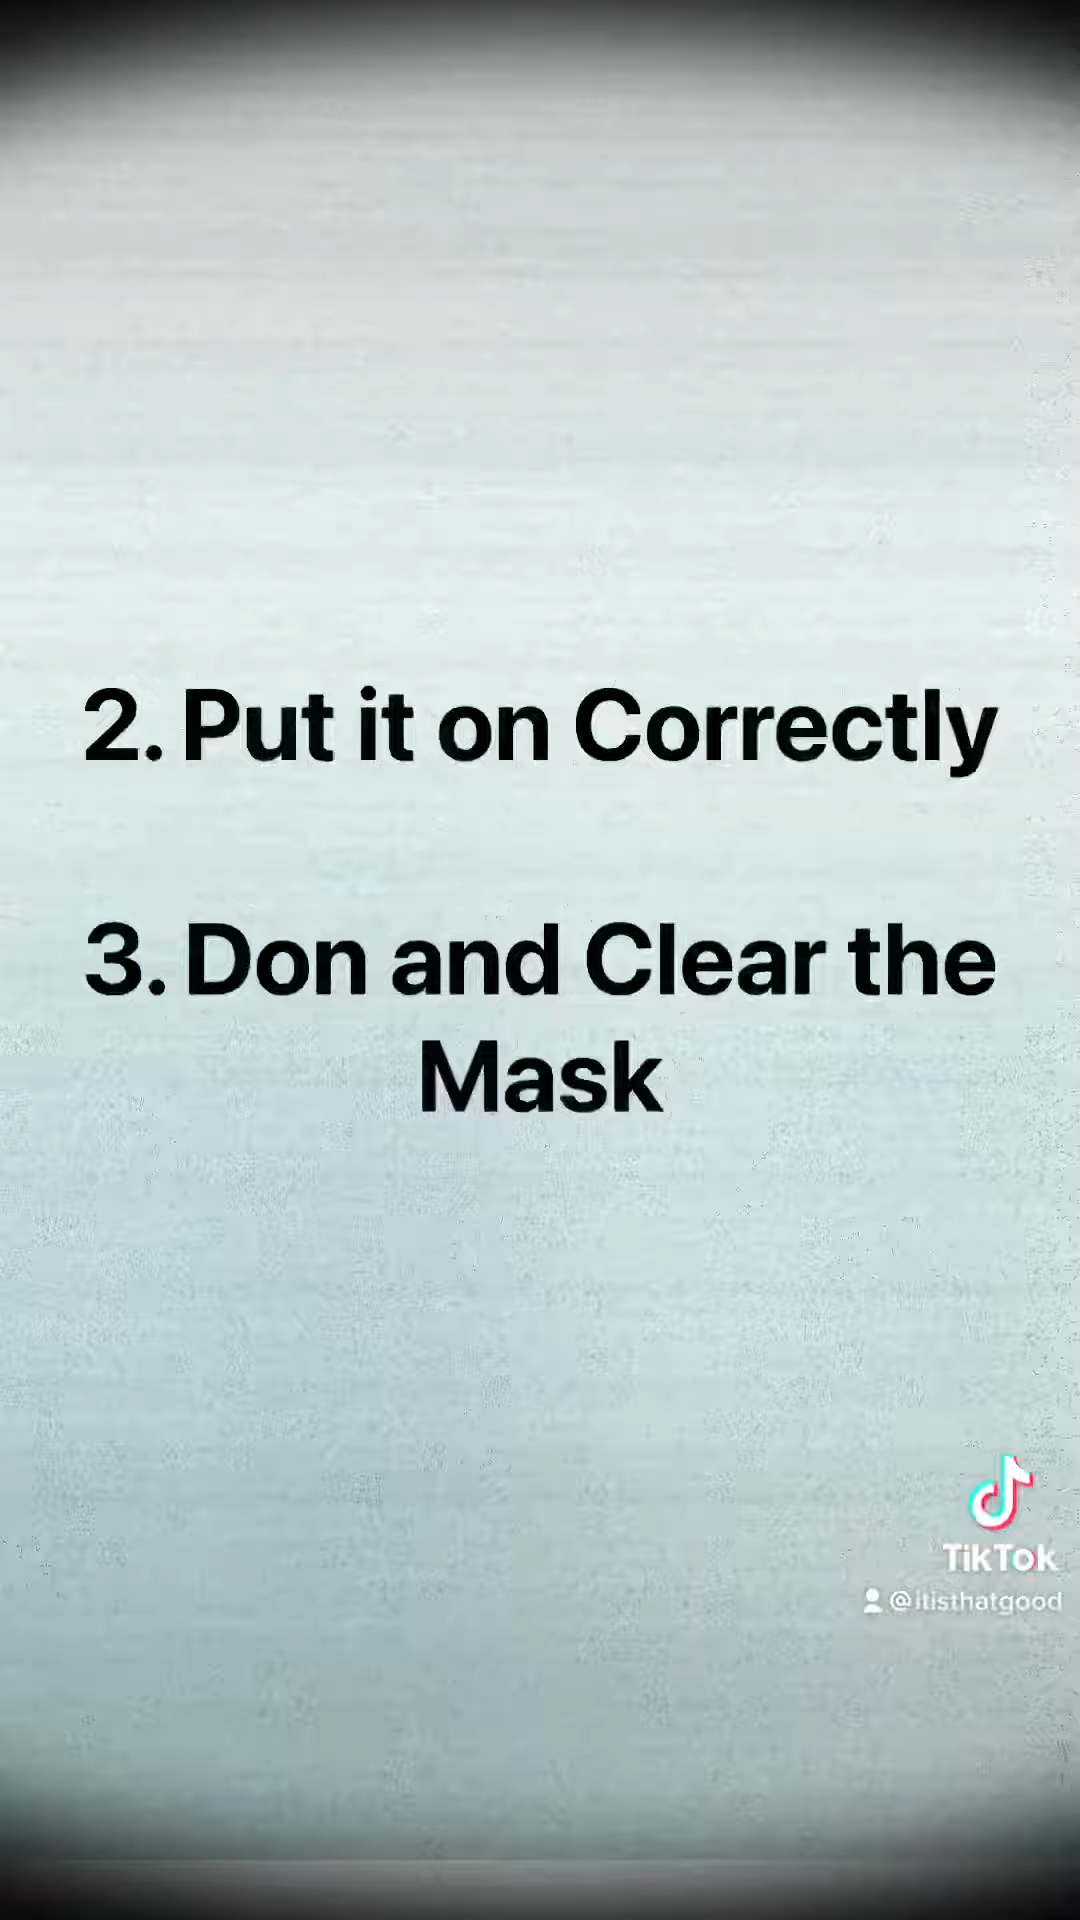 2. Put it on Correctly
3. Don and Clear the
Mask
TikTok
@itisthatgood